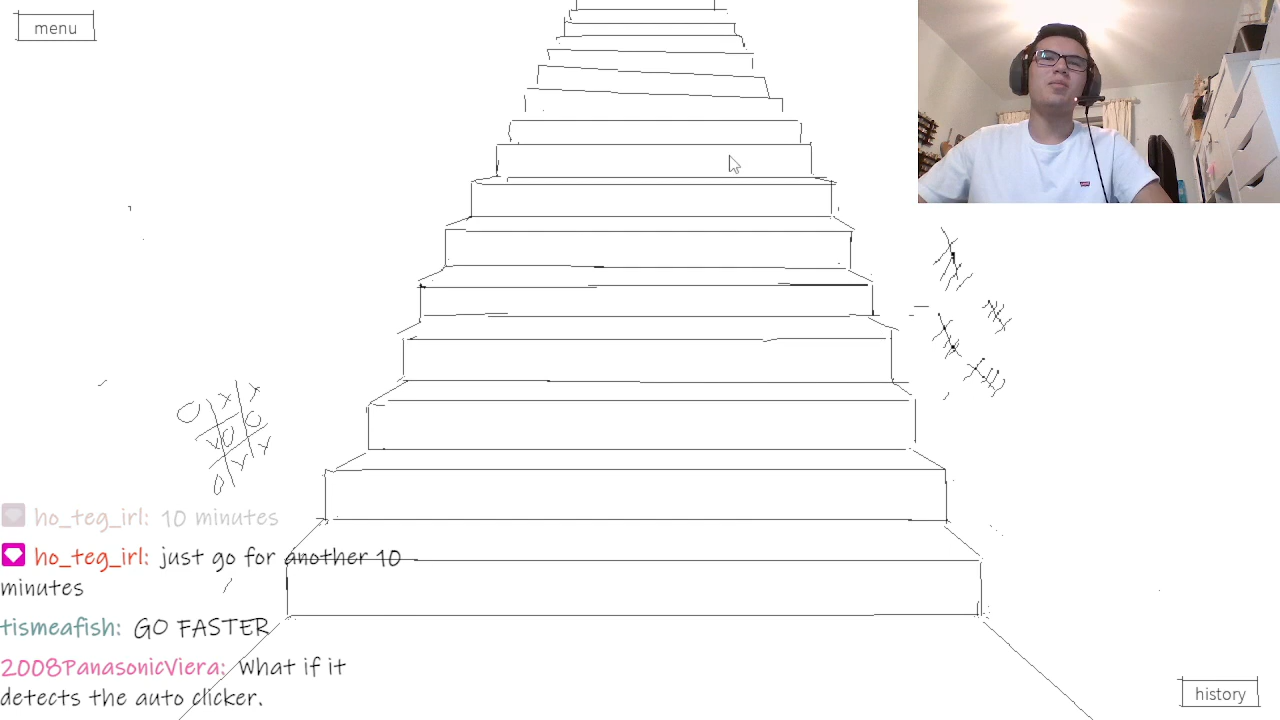 menu
O X X
X O O
O X X
ho_teg_irl: 10 minutes
ho_teg_irl: just go for another 10
minutes
tismeafish: GO FASTER
2008PanasonicViera: What if it
detects the auto clicker.
history